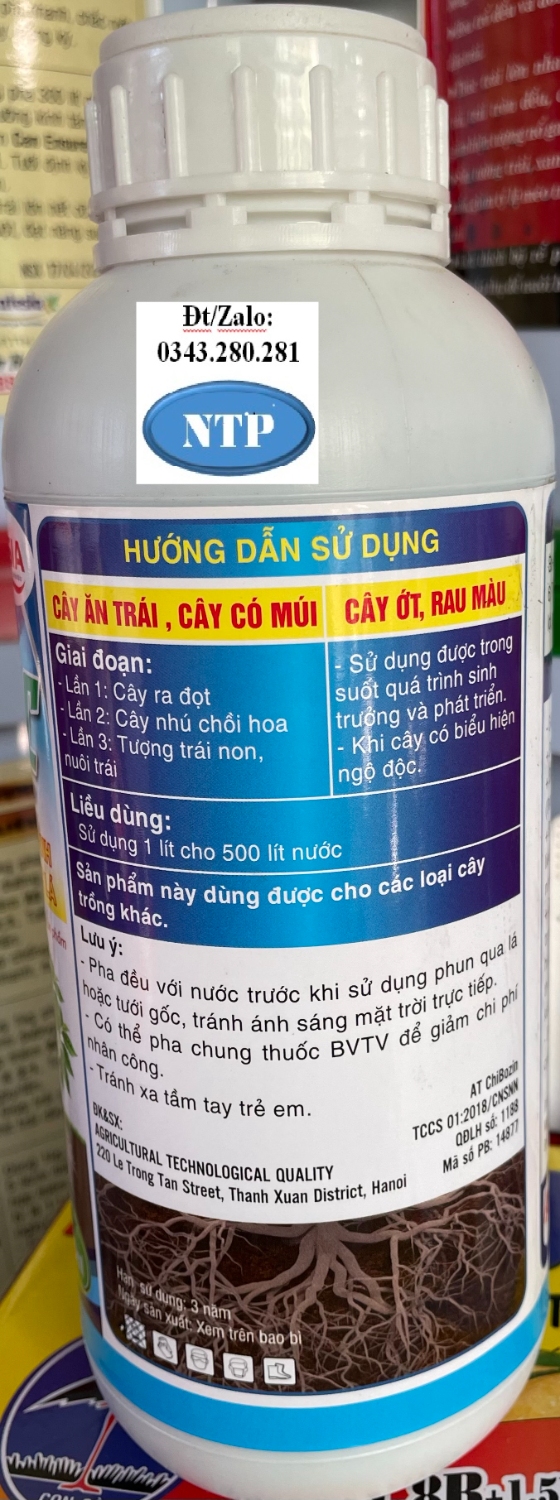 Đt/Zalo:
0343.280.281
NTP
HƯỚNG DẪN SỬ DỤNG
CÂY ĂN TRÁI , CÂY CÓ MÚI
Giai đoạn:
- Lần 1: Cây ra đọt
- Lần 2: Cây nhú chồi hoa
- Lần 3: Tượng trái non,
nuôi trái
CÂY ỚT, RAU MÀU
- Sử dụng được trong
suốt quá trình sinh
trưởng và phát triển.
- Khi cây có biểu hiện
ngộ độc.
Liều dùng:
Sử dụng 1 lít cho 500 lít nước
Sản phẩm này dùng được cho các loại cây
trồng khác.
Lưu ý:
- Pha đều với nước trước khi sử dụng phun qua lá
hoặc tưới gốc, tránh ánh sáng mặt trời trực tiếp.
- Có thể pha chung thuốc BVTV để giảm chi phí
nhân công.
- Tránh xa tầm tay trẻ em.
ĐK&SX:
AGRICULTURAL TECHNOLOGICAL QUALITY
220 Le Trong Tan Street, Thanh Xuan District, Hanoi
AT ChiBozin
TCCS 01:2018/CNSNN
QĐLH số: 1188
Mã số PB: 14877
Hạn sử dụng: 3 năm
Ngày sản xuất: Xem trên bao bì